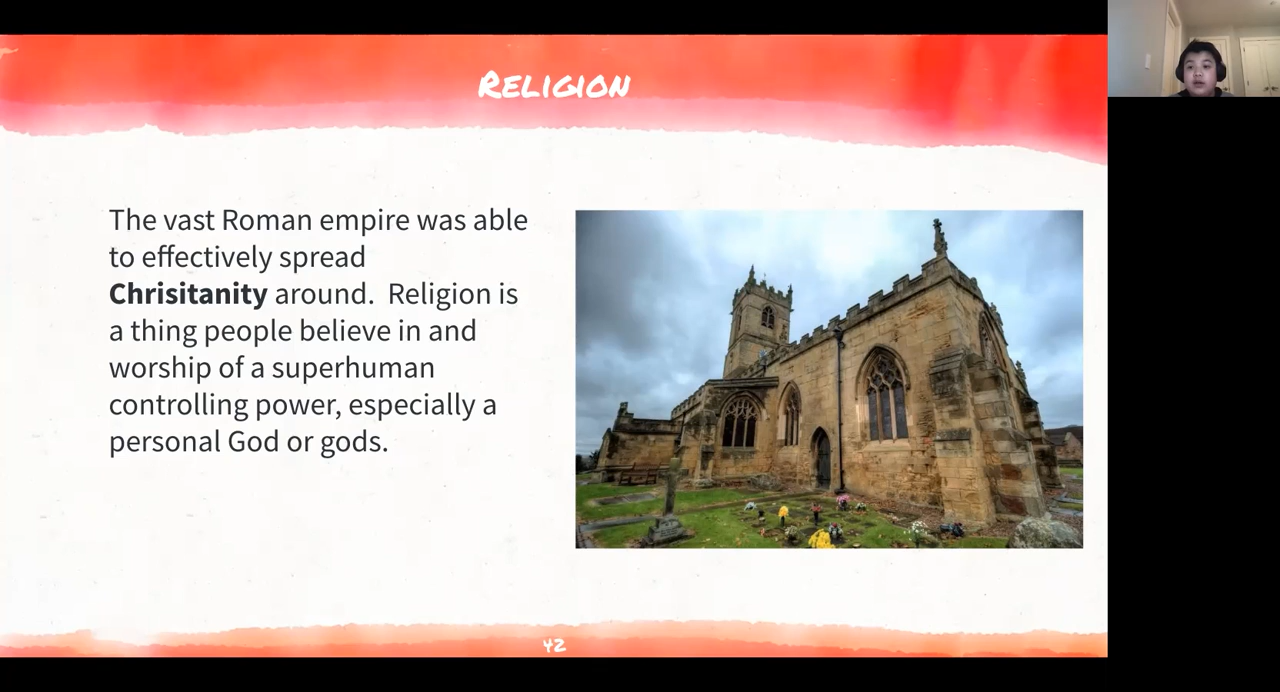 Religion
The vast Roman empire was able
to effectively spread
Chrisitanity around.  Religion is
a thing people believe in and
worship of a superhuman
controlling power, especially a
personal God or gods.
42